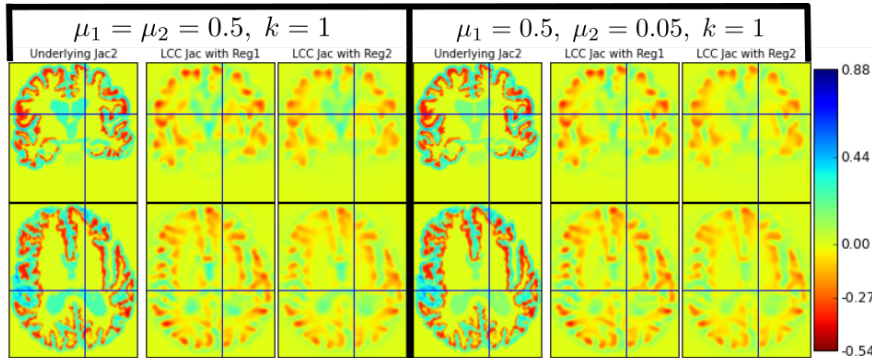 μ₁ = μ₂ = 0.5, k = 1 μ₁ = 0.5, μ₂ = 0.05, k = 1
Underlying Jac2 LCC Jac with Reg1 LCC Jac with Reg2 Underlying Jac2 LCC Jac with Reg1 LCC Jac with Reg2
0.88
0.44
0.00
-0.27
-0.54